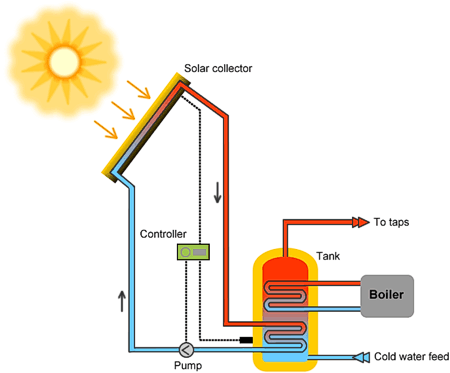 Solar collector
To taps
Controller
Tank
Boiler
Cold water feed
Pump